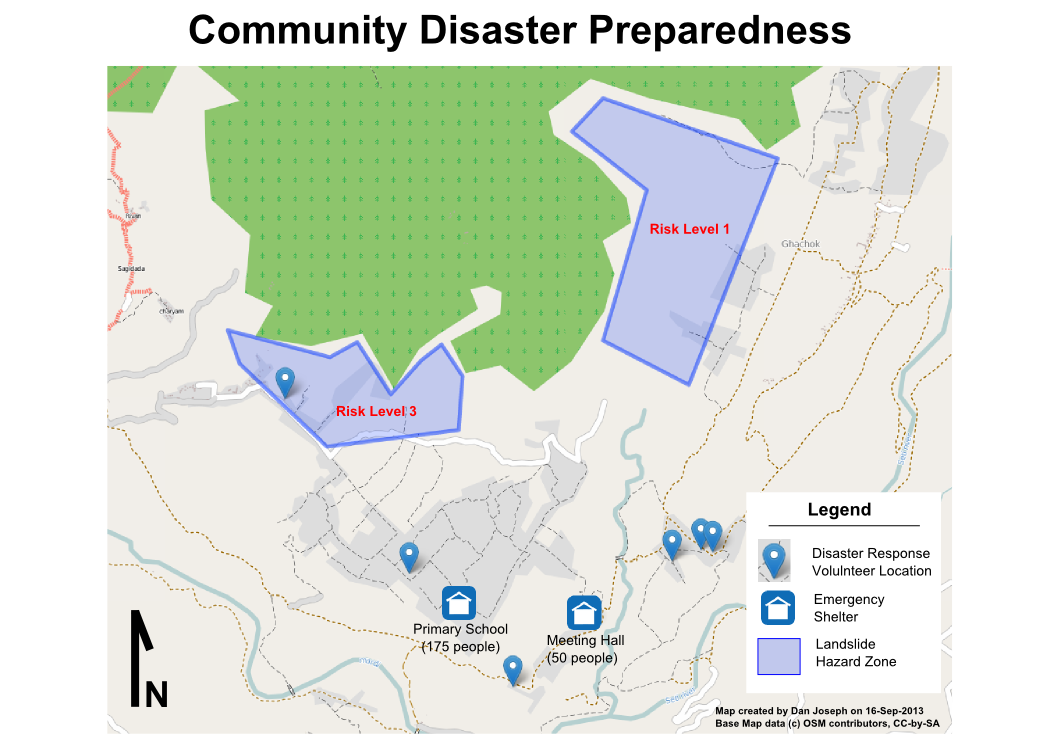 Community Disaster Preparedness
Risk Level 1
Ghachok
Sagidada
Risk Level 3
Legend
Disaster Response
Volulnteer Location
Emergency
Shelter
Landslide
Hazard Zone
Primary School
(175 people)
Meeting Hall
(50 people)
N
Map created by Dan Joseph on 16-Sep-2013
Base Map data (c) OSM contributors, CC-by-SA